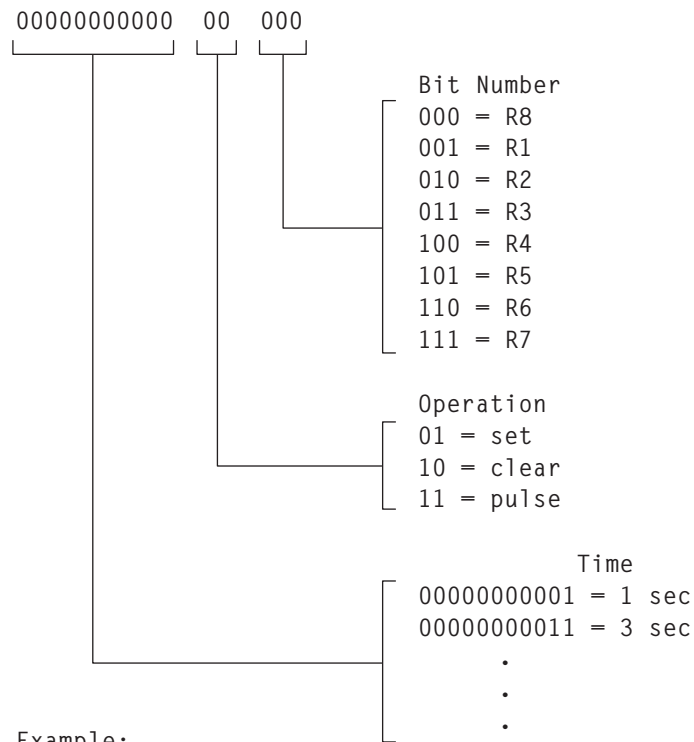 00000000000 00 000
Bit Number
000 = R8
001 = R1
010 = R2
011 = R3
100 = R4
101 = R5
110 = R6
111 = R7
Operation
01 = set
10 = clear
11 = pulse
Time
00000000001 = 1 sec
00000000011 = 3 sec
.
.
.
Example: